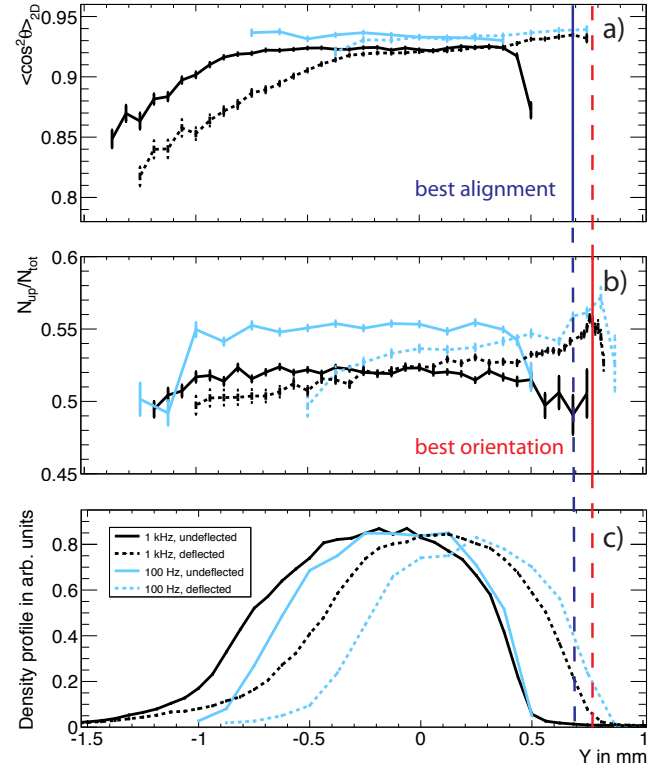 <cos²θ>2D
0.95
0.9
0.85
0.8
a)
best alignment
Nup/Ntot
0.6
0.55
0.5
0.45
b)
best orientation
Density profile in arb. units
0.8
0.6
0.4
0.2
0
c)
1 kHz, undeflected
1 kHz, deflected
100 Hz, undeflected
100 Hz, deflected
-1.5 -1 -0.5 0 0.5 1
Y in mm